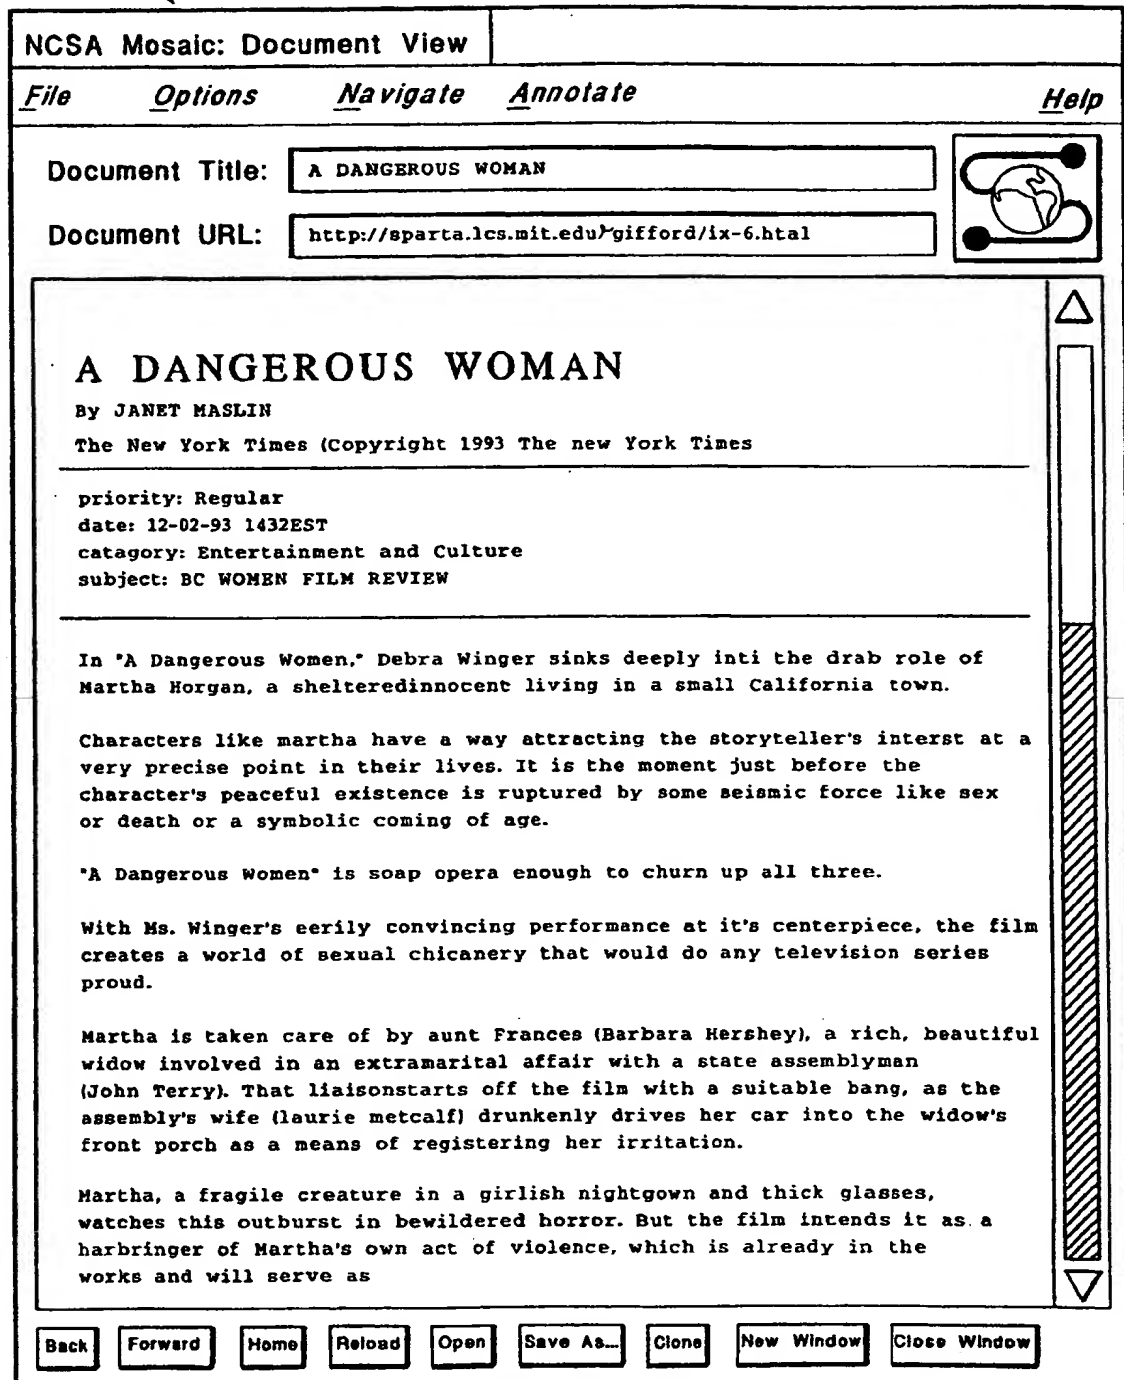 NCSA Mosaic: Document View
File Options Navigate Annotate Help
Document Title: A DANGEROUS WOMAN
Document URL: http://sparta.lcs.mit.edu/~gifford/ix-6.htal
A DANGEROUS WOMAN
By JANET MASLIN
The New York Times (Copyright 1993 The new York Times
priority: Regular
date: 12-02-93 1432EST
catagory: Entertainment and Culture
subject: BC WOMEN FILM REVIEW
In "A Dangerous Women," Debra Winger sinks deeply inti the drab role of
Martha Horgan, a shelteredinnocent living in a small California town.
Characters like martha have a way attracting the storyteller's interst at a
very precise point in their lives. It is the moment just before the
character's peaceful existence is ruptured by some seismic force like sex
or death or a symbolic coming of age.
"A Dangerous Women" is soap opera enough to churn up all three.
With Ms. Winger's eerily convincing performance at it's centerpiece, the film
creates a world of sexual chicanery that would do any television series
proud.
Martha is taken care of by aunt Frances (Barbara Hershey), a rich, beautiful
widow involved in an extramarital affair with a state assemblyman
(John Terry). That liaisonstarts off the film with a suitable bang, as the
assembly's wife (laurie metcalf) drunkenly drives her car into the widow's
front porch as a means of registering her irritation.
Martha, a fragile creature in a girlish nightgown and thick glasses,
watches this outburst in bewildered horror. But the film intends it as a
harbringer of Martha's own act of violence, which is already in the
works and will serve as
Back Forward Home Reload Open Save As... Clone New Window Close Window